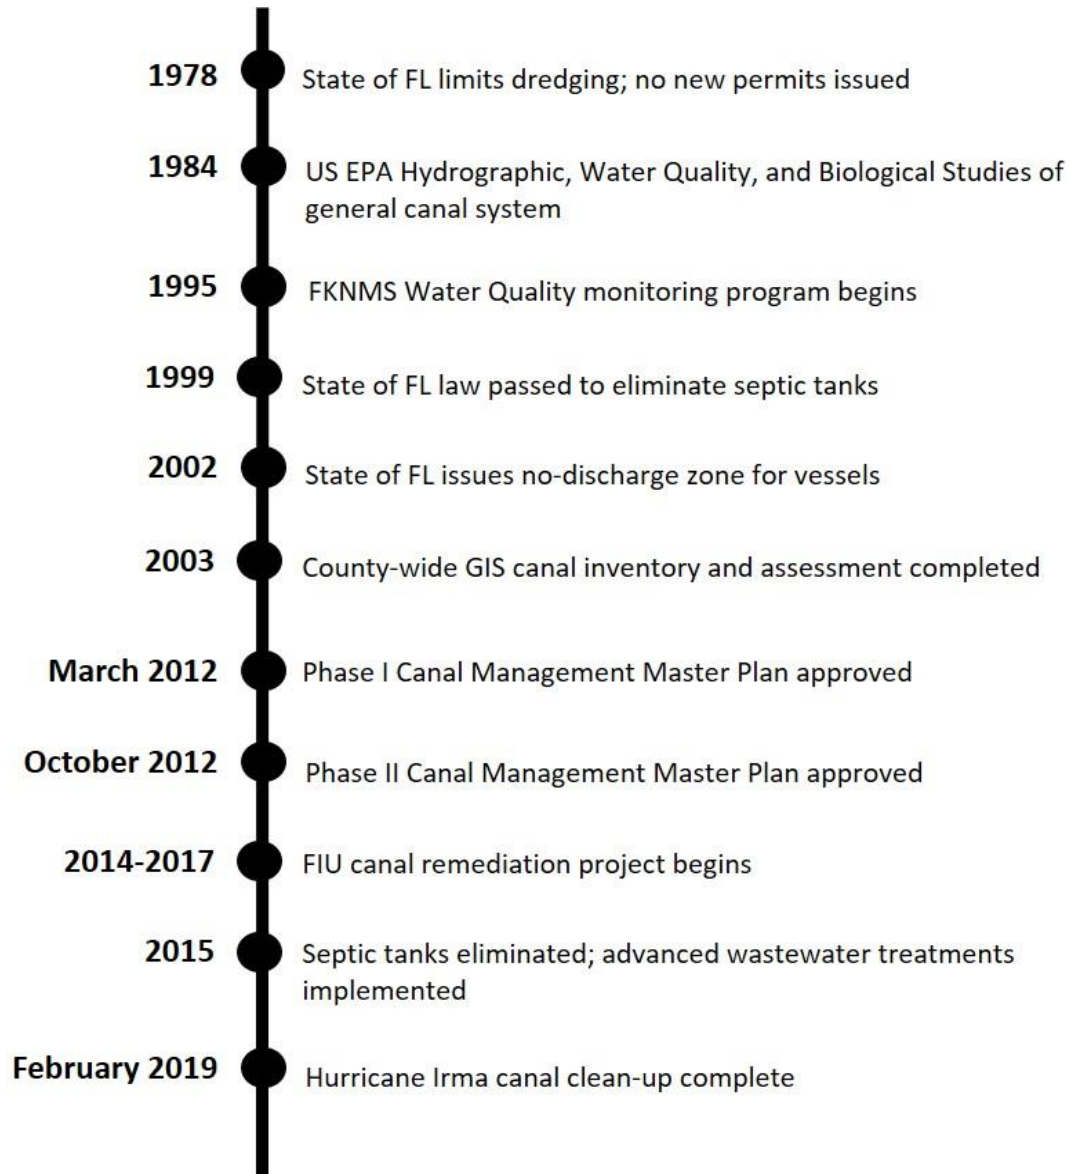 1978
State of FL limits dredging; no new permits issued
1984
US EPA Hydrographic, Water Quality, and Biological Studies of
general canal system
1995
FKNMS Water Quality monitoring program begins
1999
State of FL law passed to eliminate septic tanks
2002
State of FL issues no-discharge zone for vessels
2003
County-wide GIS canal inventory and assessment completed
March 2012
Phase I Canal Management Master Plan approved
October 2012
Phase II Canal Management Master Plan approved
2014-2017
FIU canal remediation project begins
2015
Septic tanks eliminated; advanced wastewater treatments
implemented
February 2019
Hurricane Irma canal clean-up complete